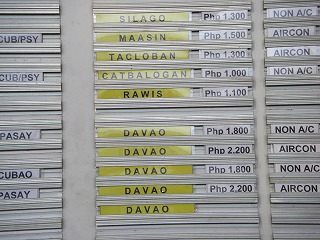 SILAGO Php 1,300 NON A/C
CUB/PSY MAASIN Php 1,500 AIRCON
TACLOBAN Php 1,300 AIRCON
CUB/PSY CATBALOGAN Php 1,000 NON A/C
RAWIS Php 1,100
PASAY DAVAO Php 1,800 NON A/C
DAVAO Php 2,200 AIRCON
CUBAO DAVAO Php 1,800 NON A/C
PASAY DAVAO Php 2,200 AIRCON
DAVAO